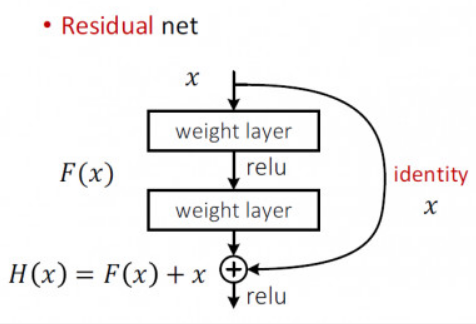 • Residual net
x
weight layer
relu
F(x)
identity
x
weight layer
H(x) = F(x) + x
+
relu